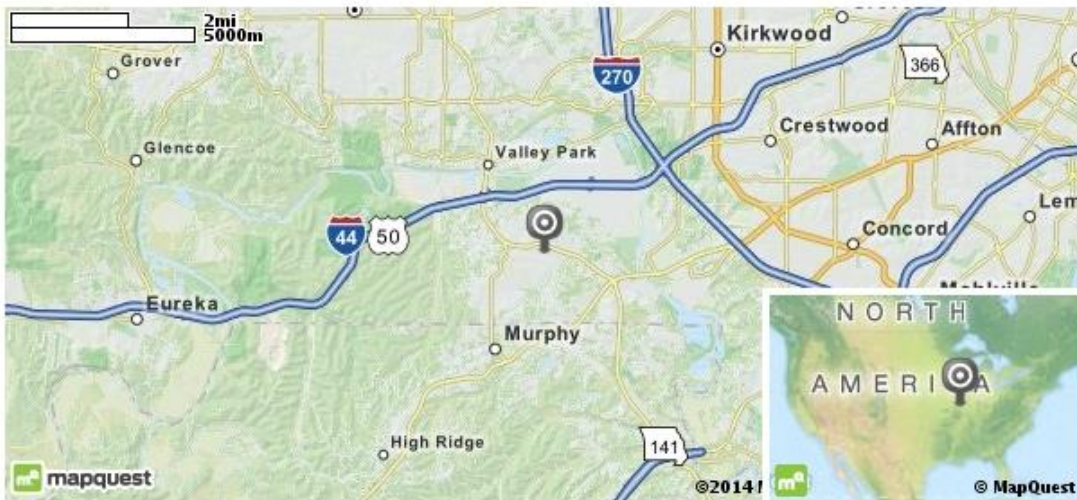 2mi
5000m
Grover
Kirkwood
270
366
Crestwood
Affton
Glencoe
Valley Park
44
50
Concord
Lem
Eureka
Mehlville
Murphy
High Ridge
141
mapquest
©2014 M
NORTH
AMERICA
m
© MapQuest